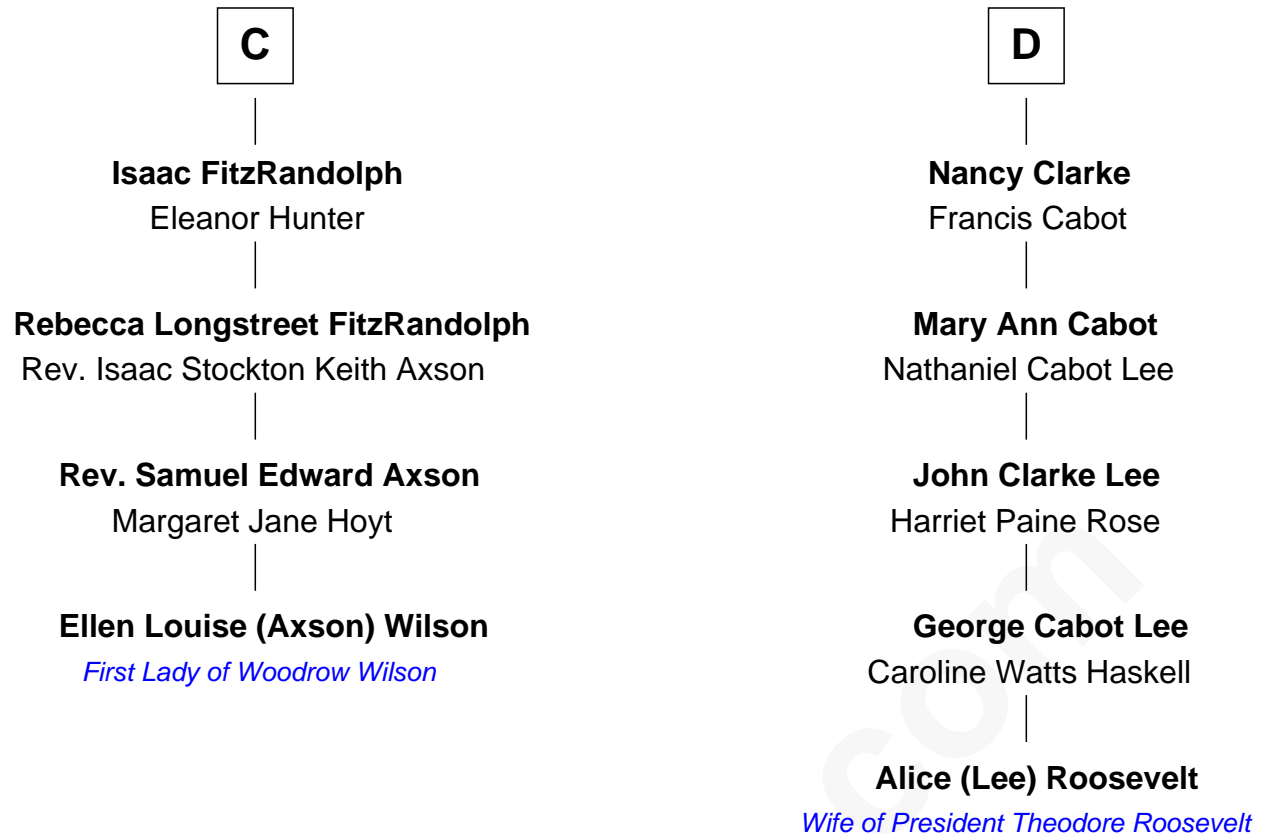 C
Isaac FitzRandolph
Eleanor Hunter
Rebecca Longstreet FitzRandolph
Rev. Isaac Stockton Keith Axson
Rev. Samuel Edward Axson
Margaret Jane Hoyt
Ellen Louise (Axson) Wilson
First Lady of Woodrow Wilson
D
Nancy Clarke
Francis Cabot
Mary Ann Cabot
Nathaniel Cabot Lee
John Clarke Lee
Harriet Paine Rose
George Cabot Lee
Caroline Watts Haskell
Alice (Lee) Roosevelt
Wife of President Theodore Roosevelt
com